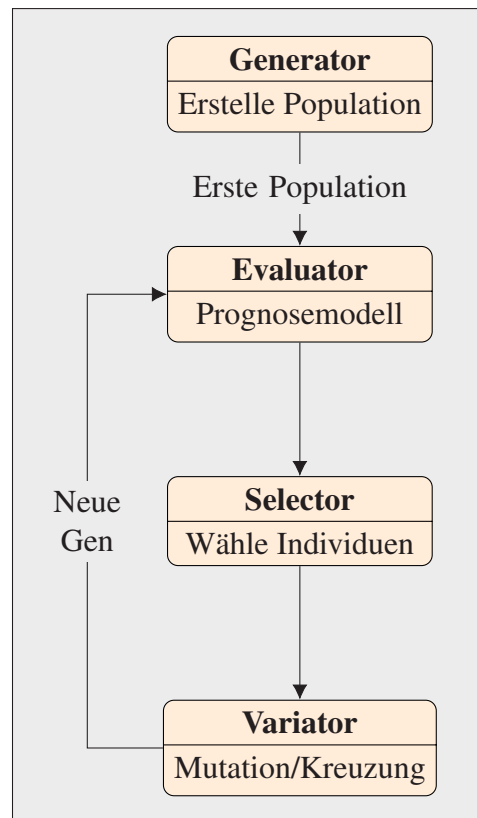 Generator
Erstelle Population
Erste Population
Evaluator
Prognosemodell
Neue
Gen
Selector
Wähle Individuen
Variator
Mutation/Kreuzung